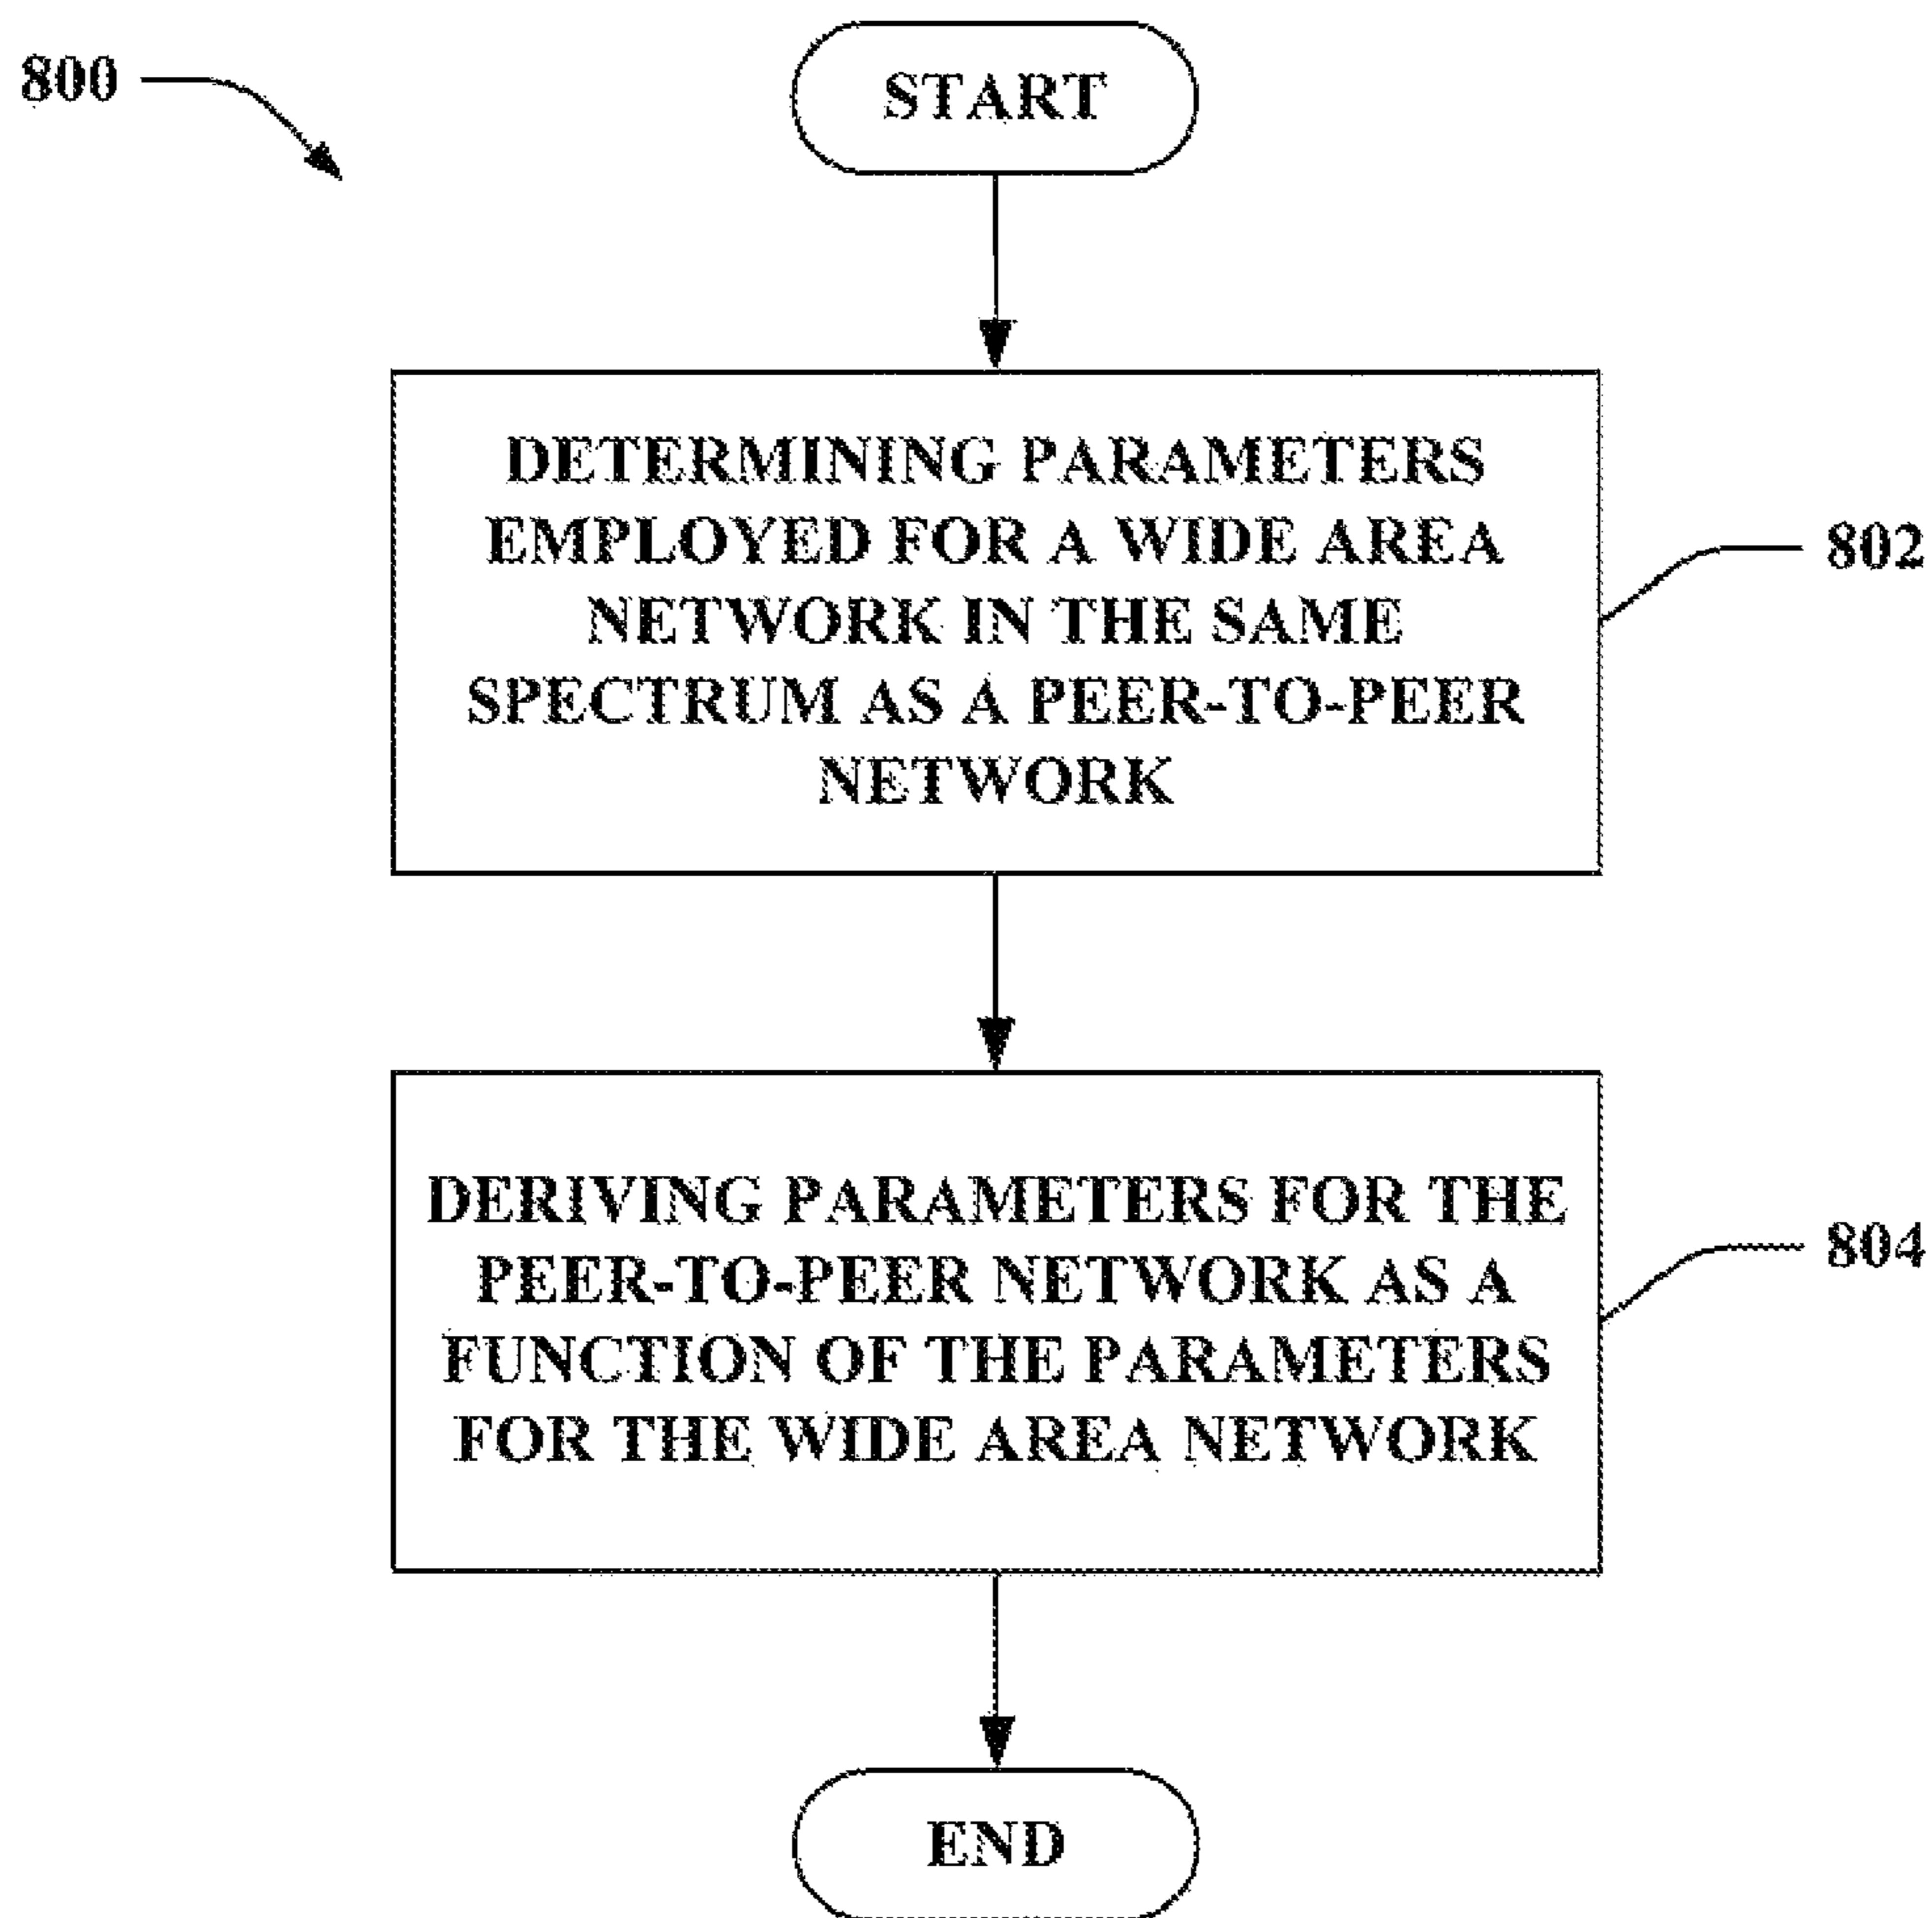 800
START
DETERMINING PARAMETERS
EMPLOYED FOR A WIDE AREA
NETWORK IN THE SAME
SPECTRUM AS A PEER-TO-PEER
NETWORK
802
DERIVING PARAMETERS FOR THE
PEER-TO-PEER NETWORK AS A
FUNCTION OF THE PARAMETERS
FOR THE WIDE AREA NETWORK
804
END